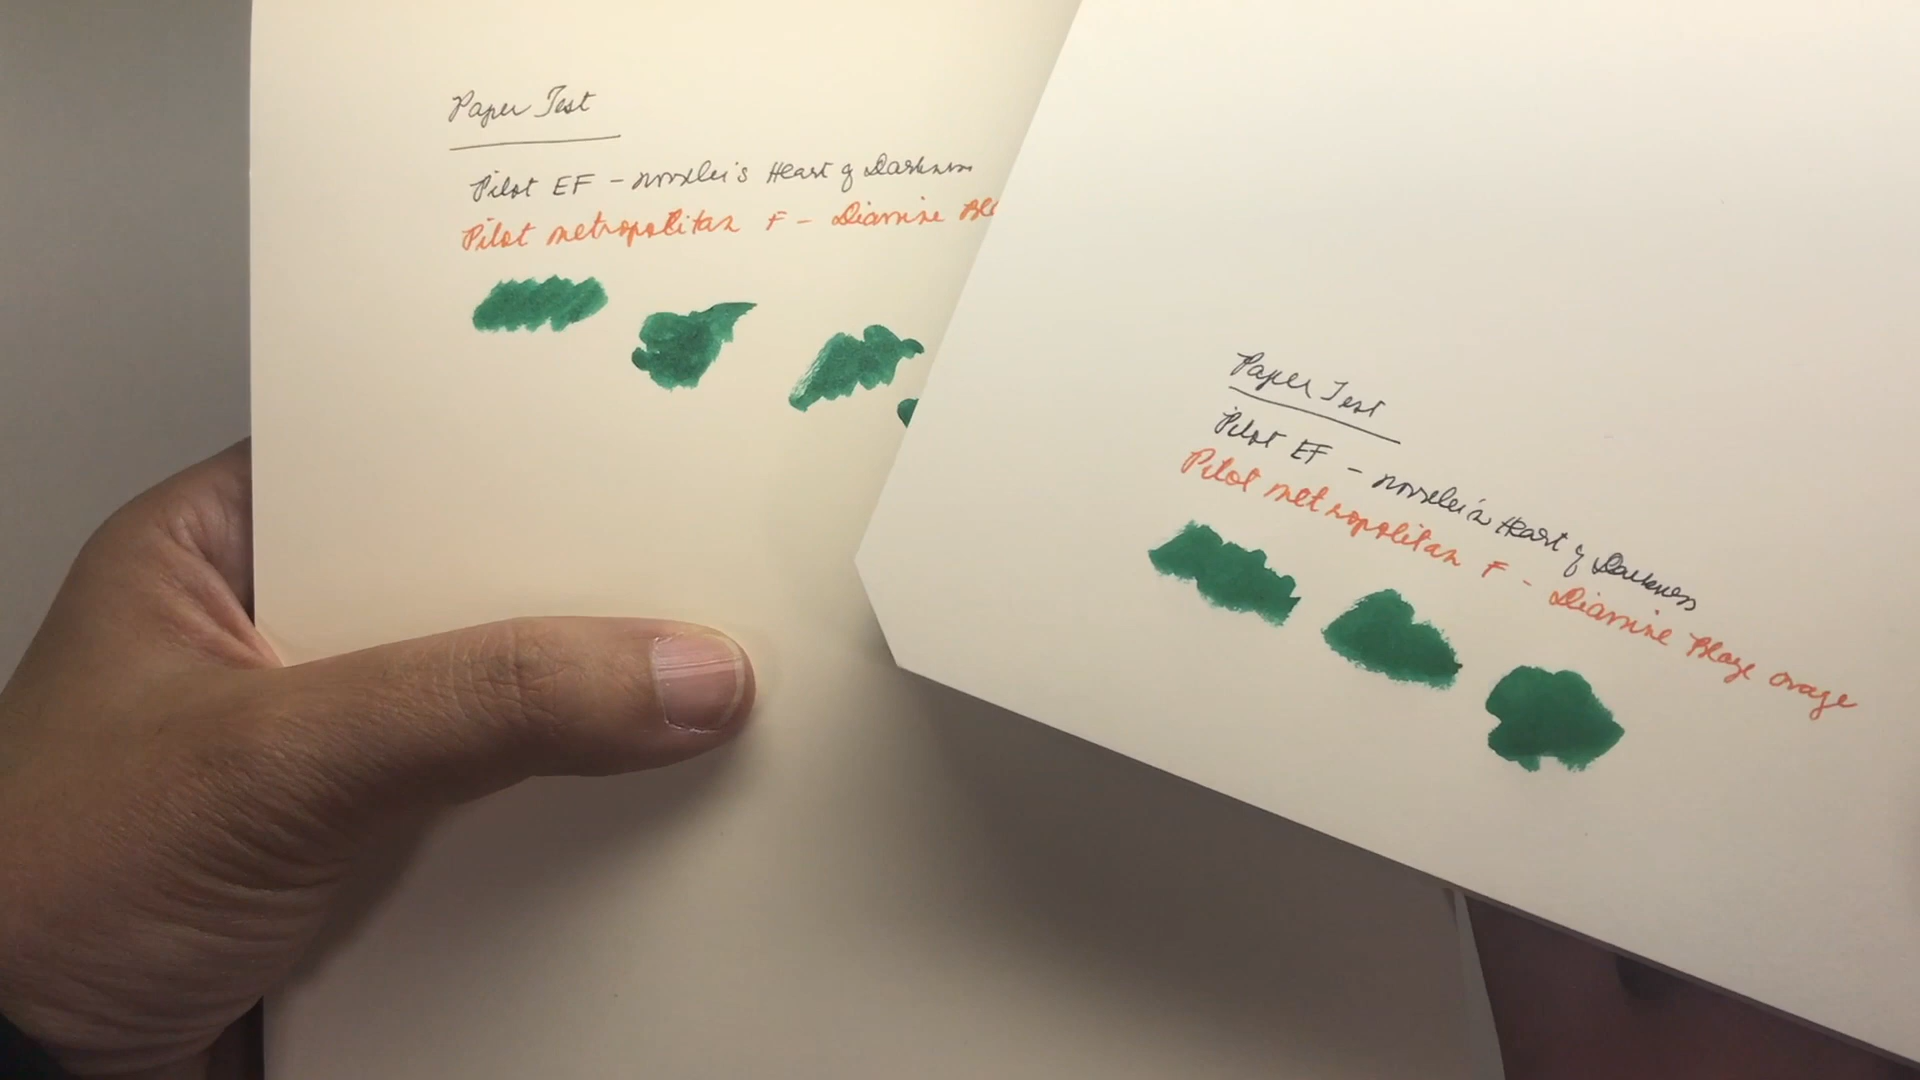 Paper Test
Pilot EF - Noodler's Heart of Darkness
Pilot metropolitan F - Diamine
Paper Test
Pilot EF - Noodler's Heart of Darkness
Pilot metropolitan F - Diamine Blaze orage